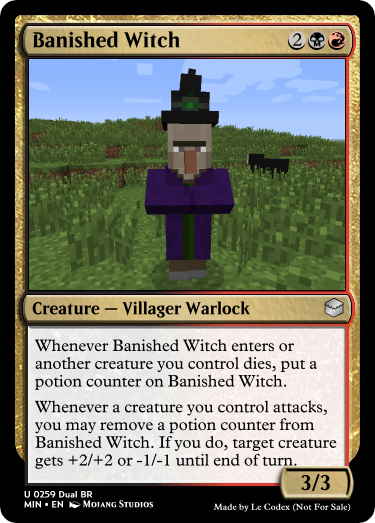 Banished Witch 2
Creature — Villager Warlock
Whenever Banished Witch enters or
another creature you control dies, put a
potion counter on Banished Witch.
Whenever a creature you control attacks,
you may remove a potion counter from
Banished Witch. If you do, target creature
gets +2/+2 or -1/-1 until end of turn.
3/3
U 0259 Dual BR
MIN • EN Mojang Studios
Made by Le Codex (Not For Sale)